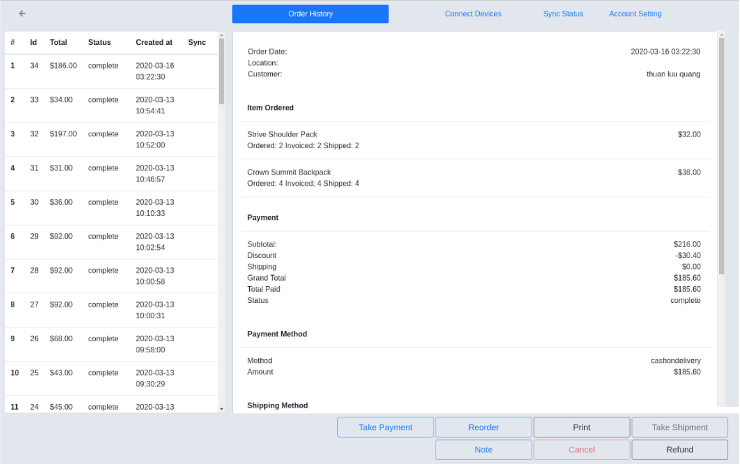 Order History Connect Devices Sync Status Account Setting
# Id Total Status Created at Sync
1 34 $186.00 complete 2020-03-16 03:22:30
2 33 $34.00 complete 2020-03-13 10:54:41
3 32 $197.00 complete 2020-03-13 10:52:00
4 31 $31.00 complete 2020-03-13 10:46:57
5 30 $36.00 complete 2020-03-13 10:10:33
6 29 $92.00 complete 2020-03-13 10:02:54
7 28 $92.00 complete 2020-03-13 10:00:58
8 27 $92.00 complete 2020-03-13 10:00:31
9 26 $68.00 complete 2020-03-13 09:58:00
10 25 $43.00 complete 2020-03-13 09:30:29
11 24 $45.00 complete 2020-03-13
Order Date: 2020-03-16 03:22:30
Location:
Customer: thuan luu quang
Item Ordered
Strive Shoulder Pack $32.00
Ordered: 2 Invoiced: 2 Shipped: 2
Crown Summit Backpack $38.00
Ordered: 4 Invoiced: 4 Shipped: 4
Payment
Subtotal: $216.00
Discount -$30.40
Shipping $0.00
Grand Total $185.60
Total Paid $185.60
Status complete
Payment Method
Method cashondelivery
Amount $185.60
Shipping Method
Take Payment Reorder Print Take Shipment
Note Cancel Refund